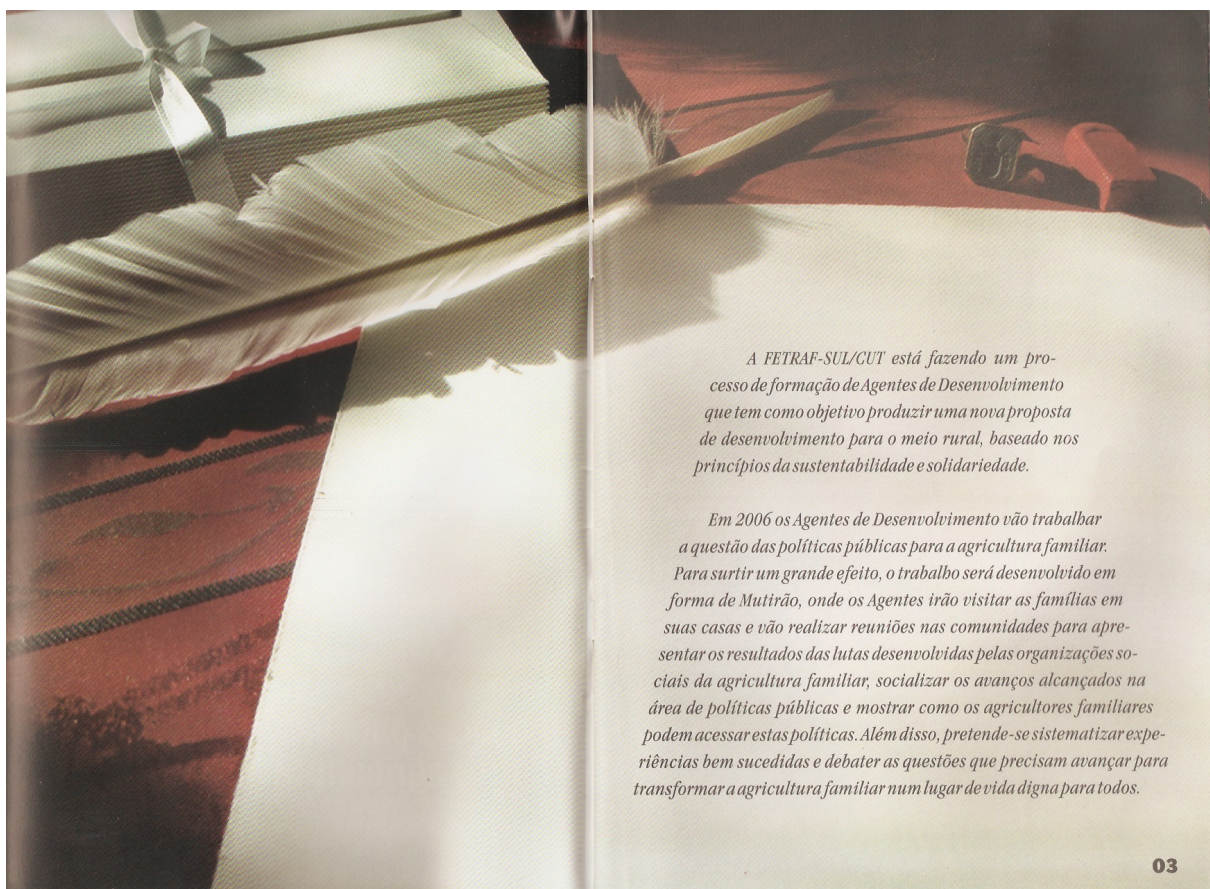 A FETRAF-SUL/CUT está fazendo um pro-
cesso de formação de Agentes de Desenvolvimento
que tem como objetivo produzir uma nova proposta
de desenvolvimento para o meio rural, baseado nos
princípios da sustentabilidade e solidariedade.
Em 2006 os Agentes de Desenvolvimento vão trabalhar
a questão das políticas públicas para a agricultura familiar.
Para surtir um grande efeito, o trabalho será desenvolvido em
forma de Mutirão, onde os Agentes irão visitar as famílias em
suas casas e vão realizar reuniões nas comunidades para apre-
sentar os resultados das lutas desenvolvidas pelas organizações so-
ciais da agricultura familiar, socializar os avanços alcançados na
área de políticas públicas e mostrar como os agricultores familiares
podem acessar estas políticas. Além disso, pretende-se sistematizar expe-
riências bem sucedidas e debater as questões que precisam avançar para
transformar a agricultura familiar num lugar de vida digna para todos.
03